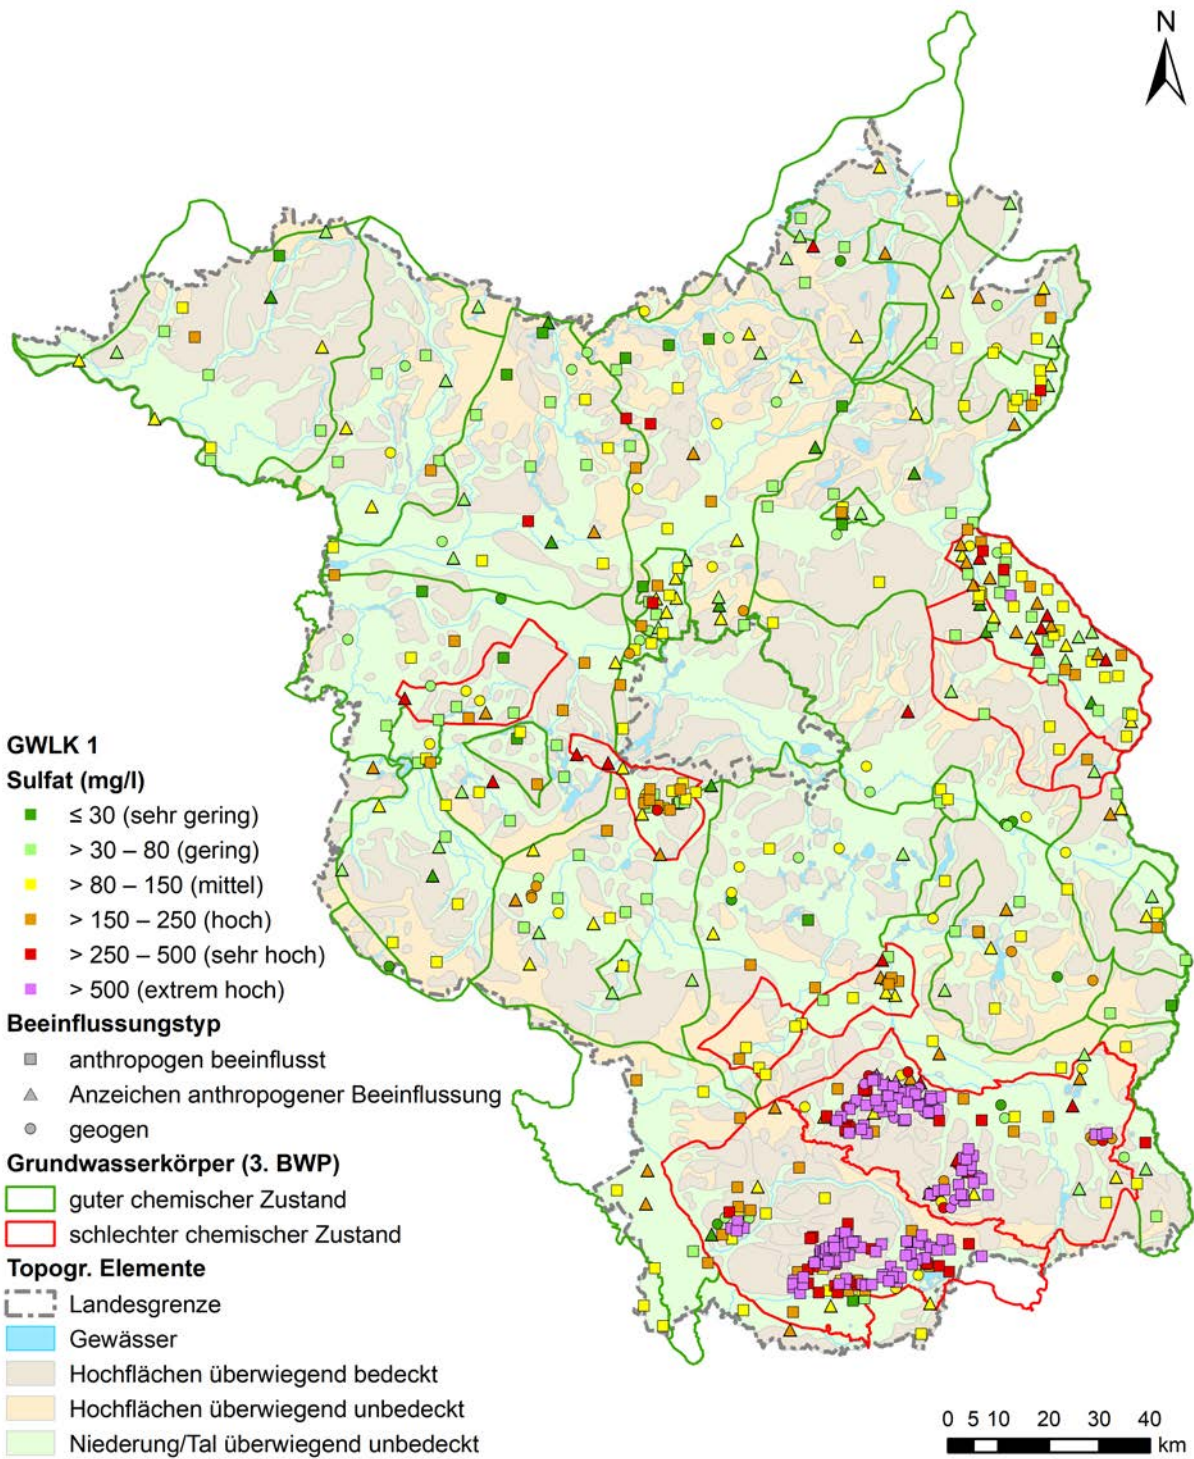 N
GWLK 1
Sulfat (mg/l)
≤ 30 (sehr gering)
> 30 – 80 (gering)
> 80 – 150 (mittel)
> 150 – 250 (hoch)
> 250 – 500 (sehr hoch)
> 500 (extrem hoch)
Beeinflussungstyp
anthropogen beeinflusst
Anzeichen anthropogener Beeinflussung
geogen
Grundwasserkörper (3. BWP)
guter chemischer Zustand
schlechter chemischer Zustand
Topogr. Elemente
Landesgrenze
Gewässer
Hochflächen überwiegend bedeckt
Hochflächen überwiegend unbedeckt
Niederung/Tal überwiegend unbedeckt
0 5 10 20 30 40
km